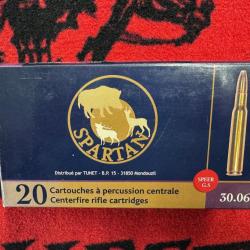 SPARTAN
Distribué par TUNET - B.P. 15 - 31850 Mondouzil
SPEER
G.S
20 Cartouches à percussion centrale
Centerfire rifle cartridges
30.06